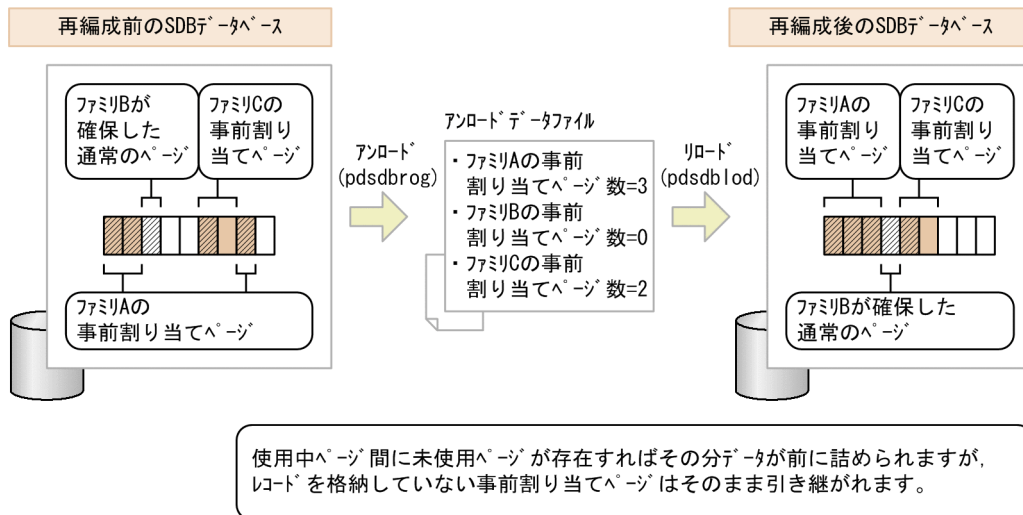 再編成前のSDBﾃﾞｰﾀﾍﾞｰｽ
再編成後のSDBﾃﾞｰﾀﾍﾞｰｽ
ﾌｧﾐﾘBが
確保した
通常のﾍﾟｰｼﾞ
ﾌｧﾐﾘCの
事前割り
当てﾍﾟｰｼﾞ
ﾌｧﾐﾘAの
事前割り当てﾍﾟｰｼﾞ
ｱﾝﾛｰﾄﾞ
(pdsdbrog)
ｱﾝﾛｰﾄﾞﾃﾞｰﾀﾌｧｲﾙ
・ﾌｧﾐﾘAの事前
割り当てﾍﾟｰｼﾞ数=3
・ﾌｧﾐﾘBの事前
割り当てﾍﾟｰｼﾞ数=0
・ﾌｧﾐﾘCの事前
割り当てﾍﾟｰｼﾞ数=2
ﾘﾛｰﾄﾞ
(pdsdblod)
ﾌｧﾐﾘAの
事前割り
当てﾍﾟｰｼﾞ
ﾌｧﾐﾘCの
事前割り
当てﾍﾟｰｼﾞ
ﾌｧﾐﾘBが確保した
通常のﾍﾟｰｼﾞ
使用中ﾍﾟｰｼﾞ間に未使用ﾍﾟｰｼﾞが存在すればその分ﾃﾞｰﾀが前に詰められますが,
ﾚｺｰﾄﾞを格納していない事前割り当てﾍﾟｰｼﾞはそのまま引き継がれます。